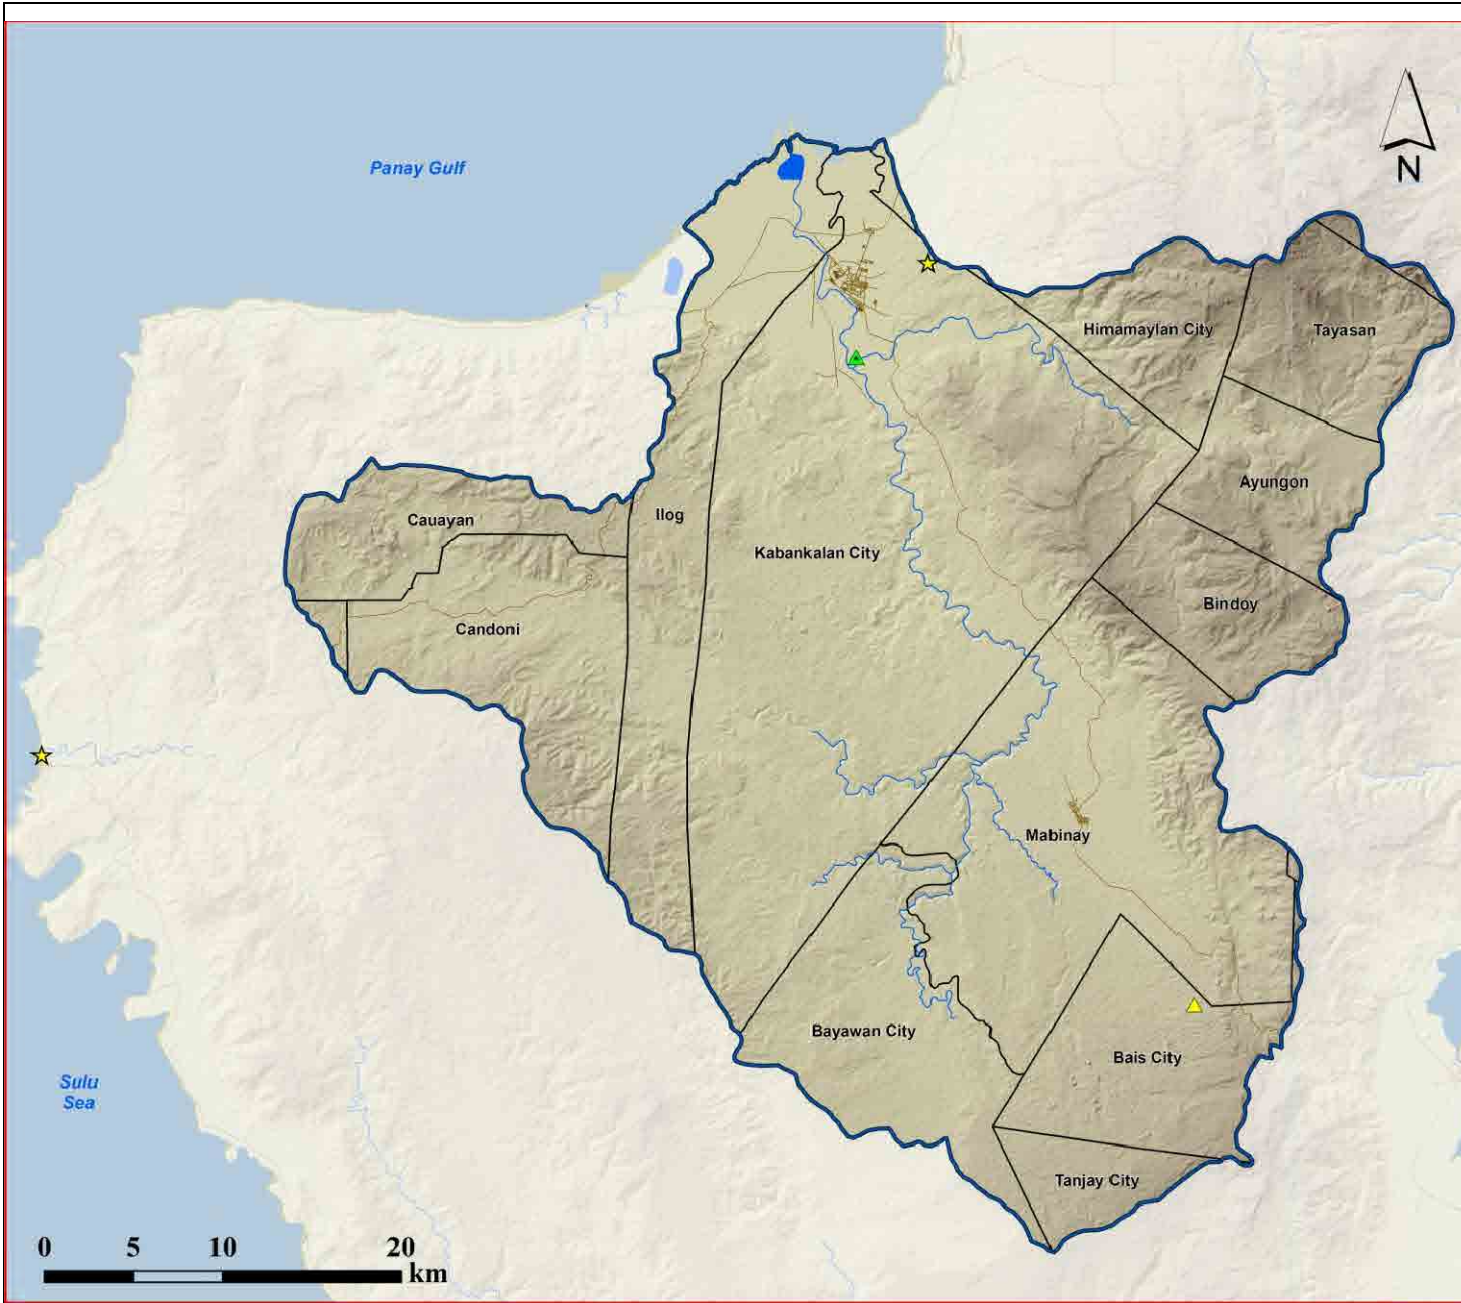 Panay Gulf
N
Himamaylan City
Tayasan
Ayungon
Cauayan
Ilog
Kabankalan City
Bindoy
Candoni
Mabinay
Bayawan City
Bais City
Sulu
Sea
Tanjay City
0 5 10 20
km